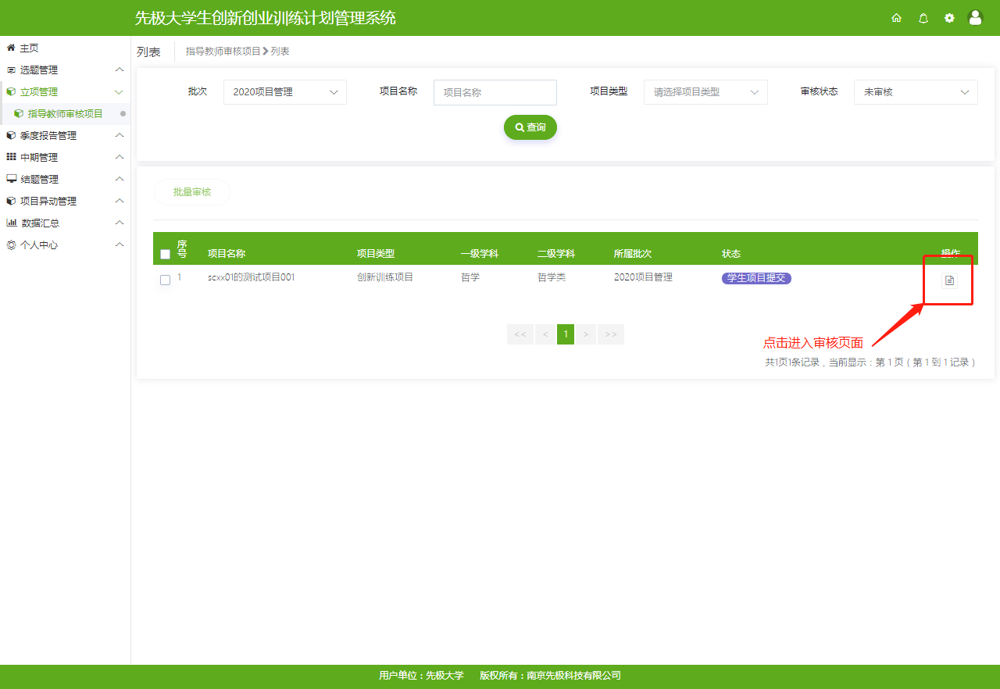 先极大学生创新创业训练计划管理系统
主页
选题管理
立项管理
指导教师审核项目
季度报告管理
中期管理
结题管理
项目异动管理
数据汇总
个人中心
列表 指导教师审核项目 列表
批次 2020项目管理 项目名称 项目名称 项目类型 请选择项目类型 审核状态 未审核
查询
批量审核
序号 项目名称 项目类型 一级学科 二级学科 所属批次 状态 操作
1 scxx01的测试项目001 创新训练项目 哲学 哲学类 2020项目管理 学生项目提交
<< < 1 > >>
点击进入审核页面
共1页1条记录，当前显示：第 1 页（第 1 到 1 记录）
用户单位：先极大学 版权所有：南京先极科技有限公司